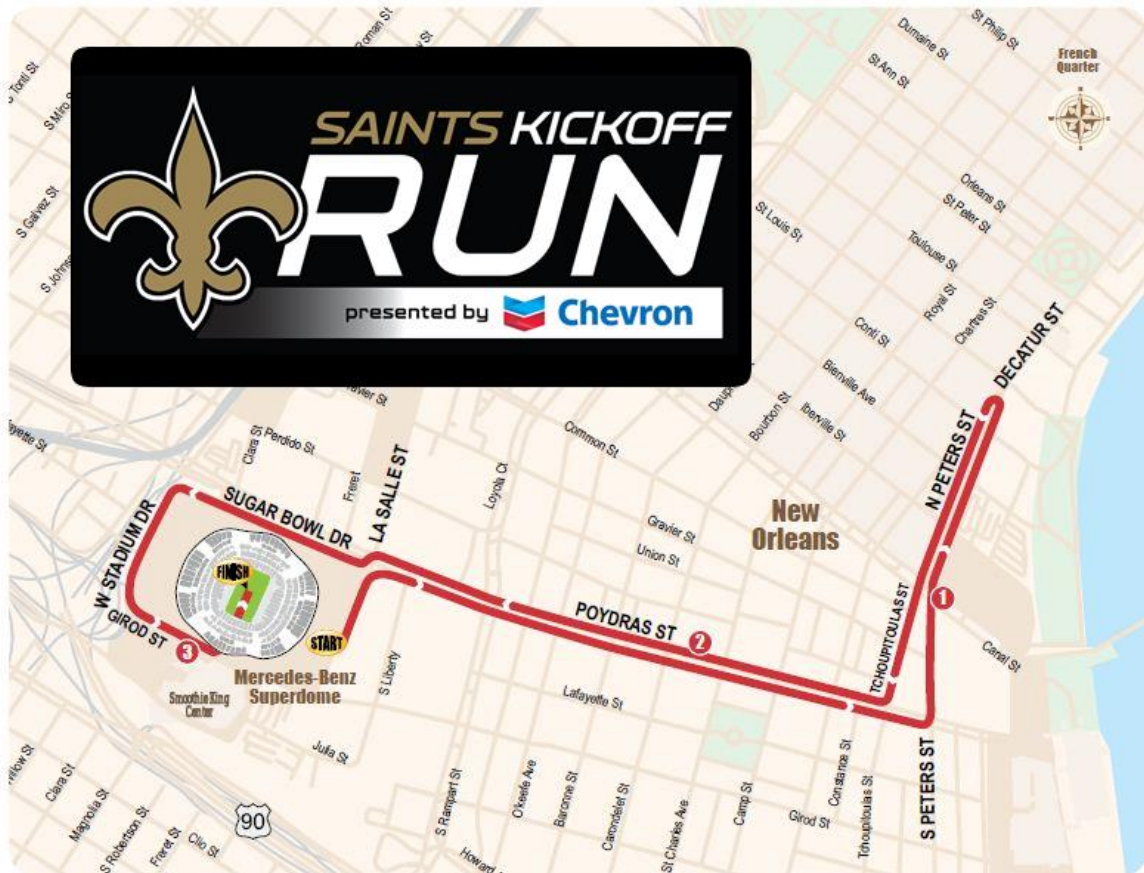 SAINTS KICKOFF
RUN
presented by Chevron
St Philip St
Dumaine St
St Ann St
French
Quarter
Roman St
S Tonti St
S Galvez St
Orleans St
St Peter St
St Louis St
Toulouse St
Royal St
Chartres St
Conti St
DECATUR ST
Bienville Ave
Iberville St
Bourbon St
Common St
N PETERS ST
Clara St
Perdido St
Freret
LA SALLE ST
Loyola Ct
Gravier St
Union St
New
Orleans
SUGAR BOWL DR
W STADIUM DR
FINISH
START
GIROD ST
3
POYDRAS ST
2
TCHOUPITOULAS ST
1
Canal St
Mercedes-Benz
Superdome
Smoothie King
Center
S Liberty
Lafayette St
Julia St
S PETERS ST
Constance St
Tchoupitoulas St
Girod St
Camp St
St Charles Ave
Carondelet St
Baronne St
O'keefe Ave
S Rampart St
90
Clara St
Magnolia St
S Robertson St
Freret St
Clio St